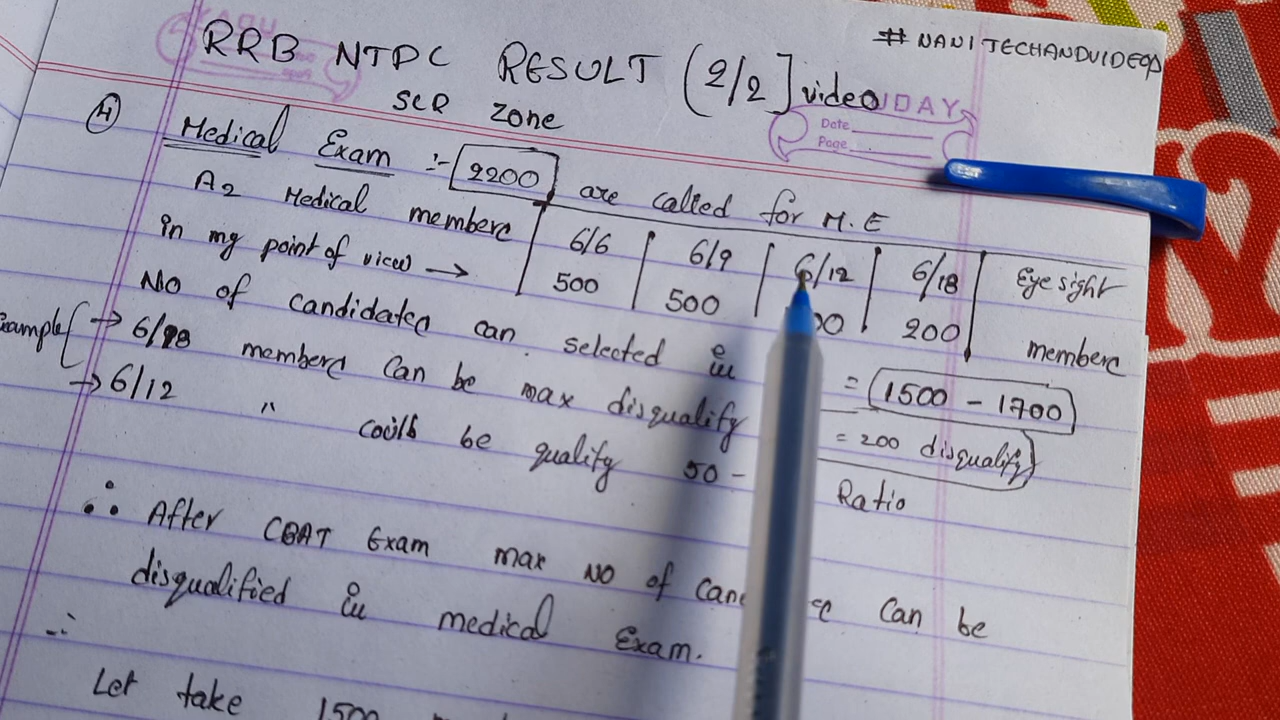 # NANITECHANDVIDEOS
RRB NTPC RESULT (2/2] video
SCR Zone
SUNDAY
Date
Page
④ Medical Exam :- 2200 are called for M.E
A2 Medical members
6/6 6/9 6/12 6/18 Eye sight
in my point of view → 500 500 200 members
No of candidates can selected in = 1500 - 1700
Example → 6/18 members can be max disqualify = 200 disqualify
→ 6/12 " could be qualify 50 - Ratio
∴ After CBAT Exam max NO of can be
disqualified in medical Exam.
∴
Let take 1500